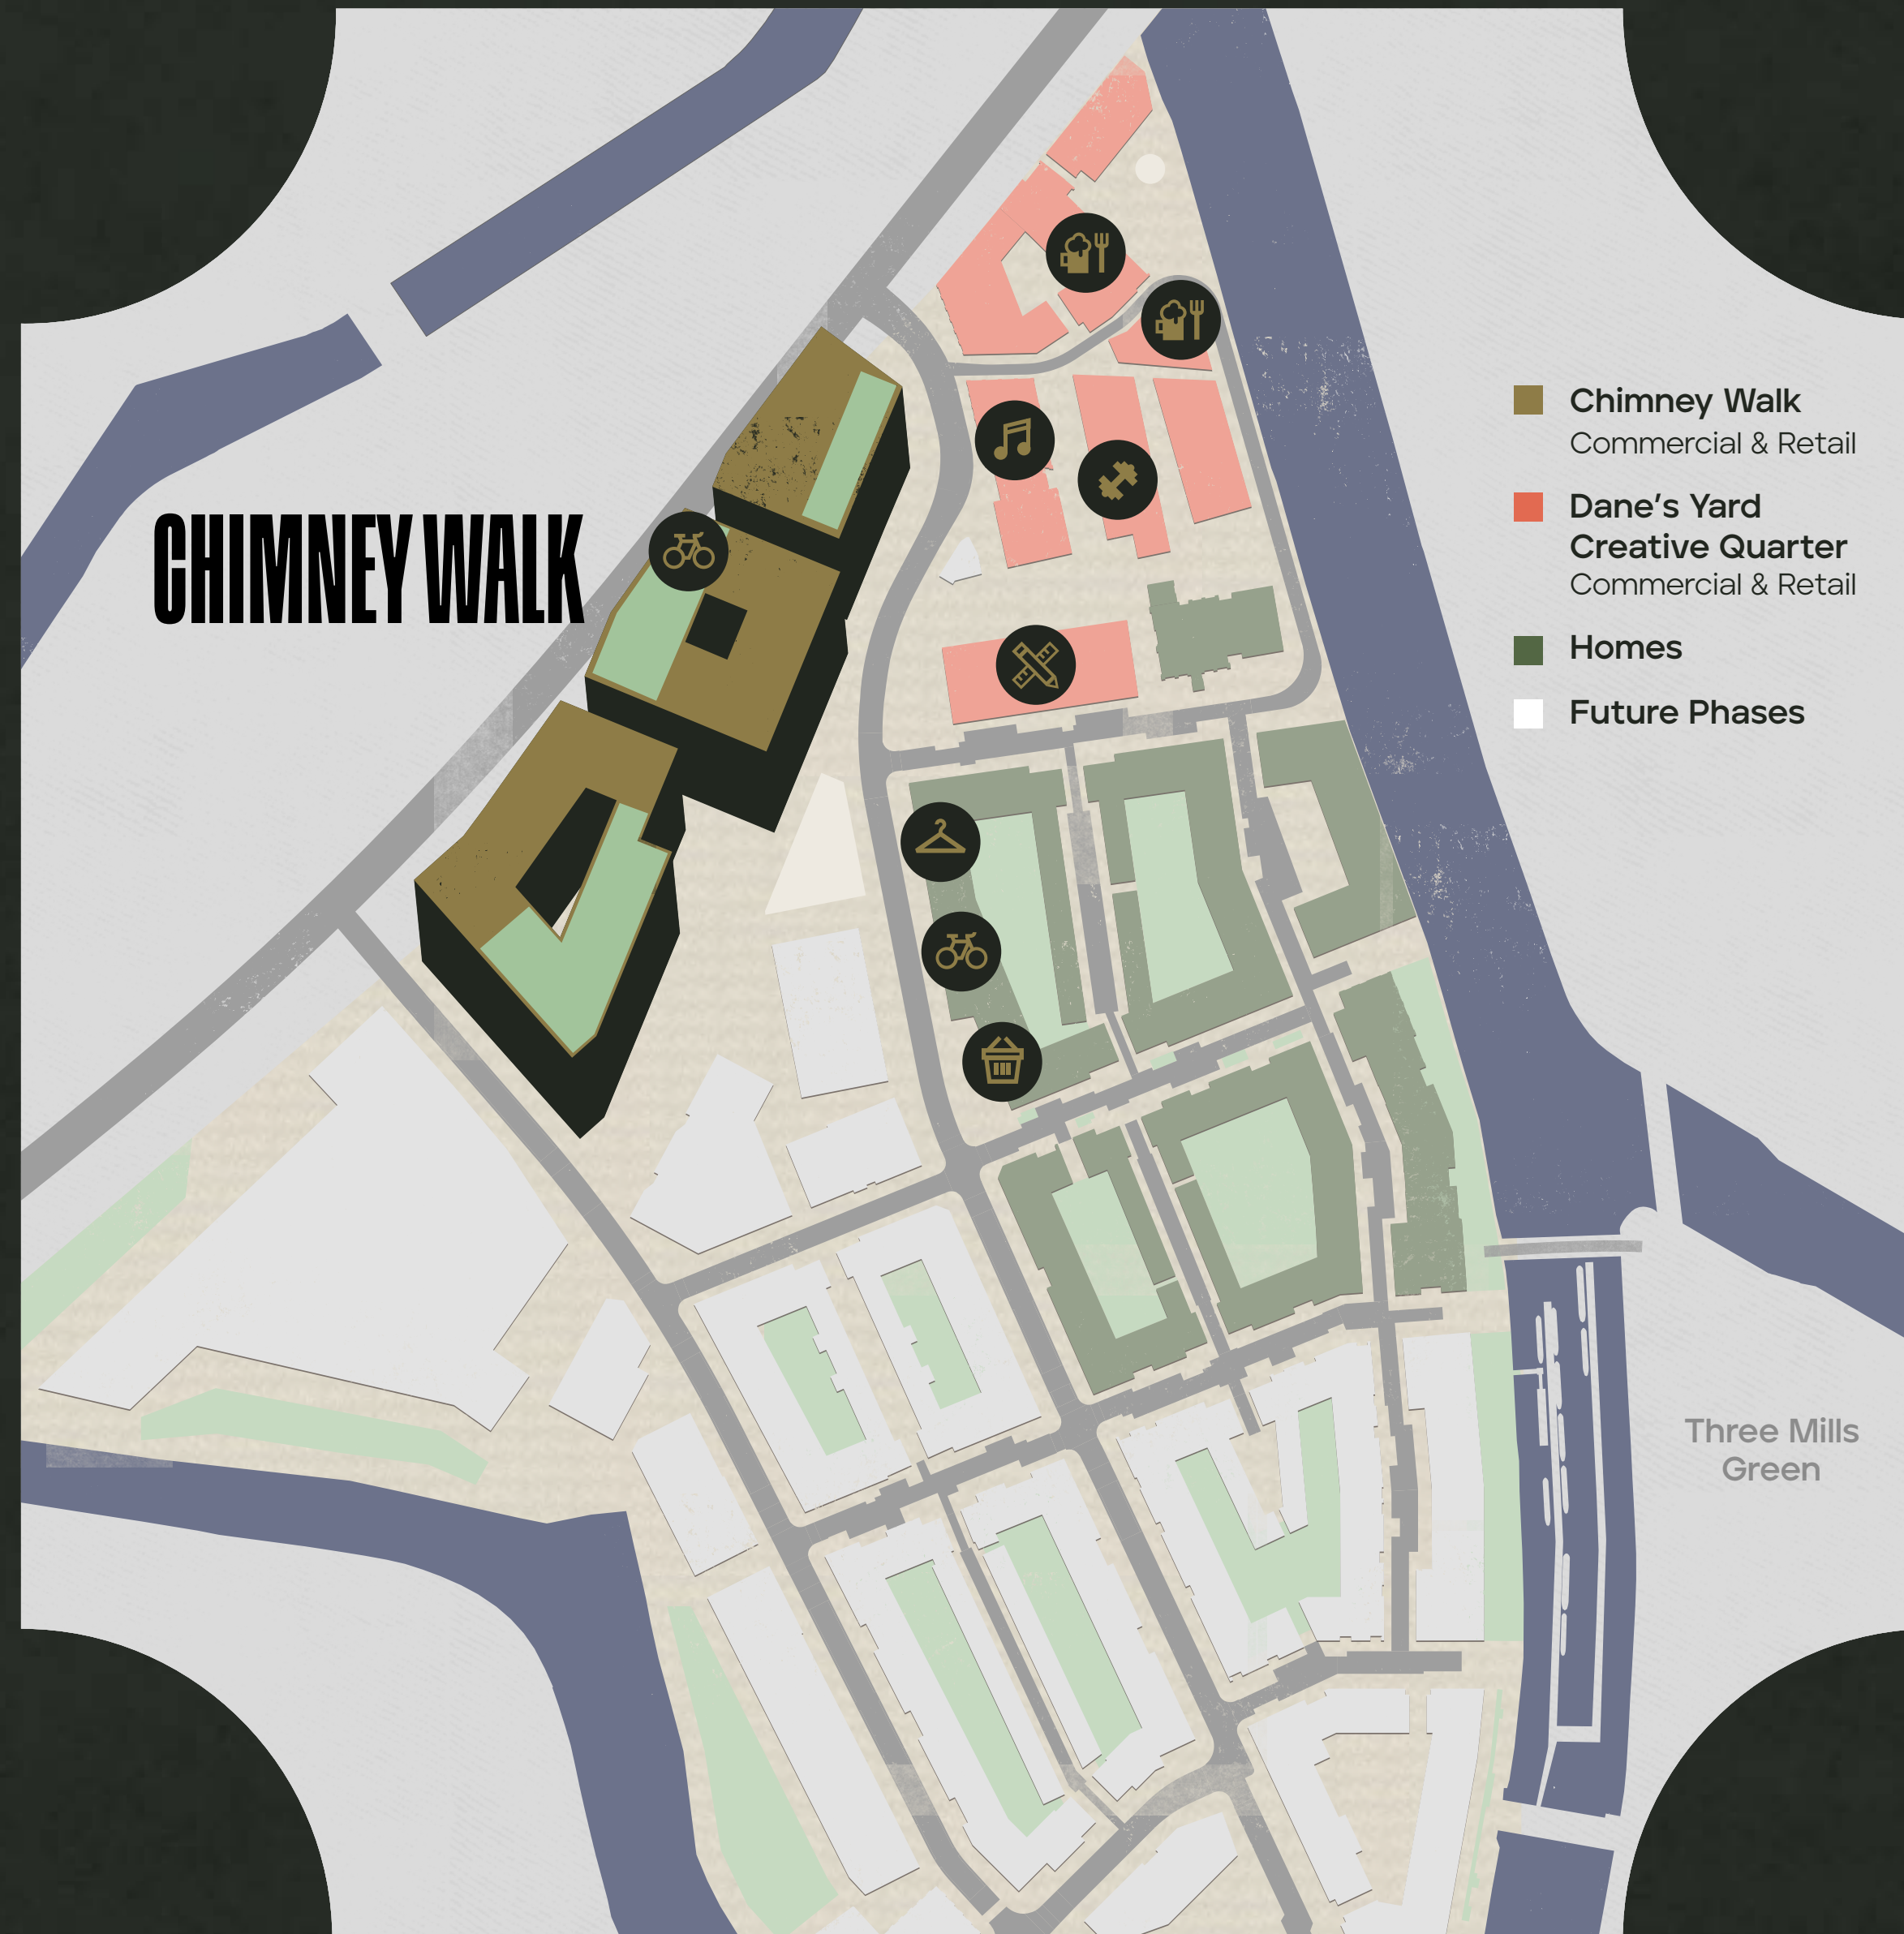 CHIMNEY WALK
Chimney Walk
Commercial & Retail
Dane's Yard
Creative Quarter
Commercial & Retail
Homes
Future Phases
Three Mills
Green